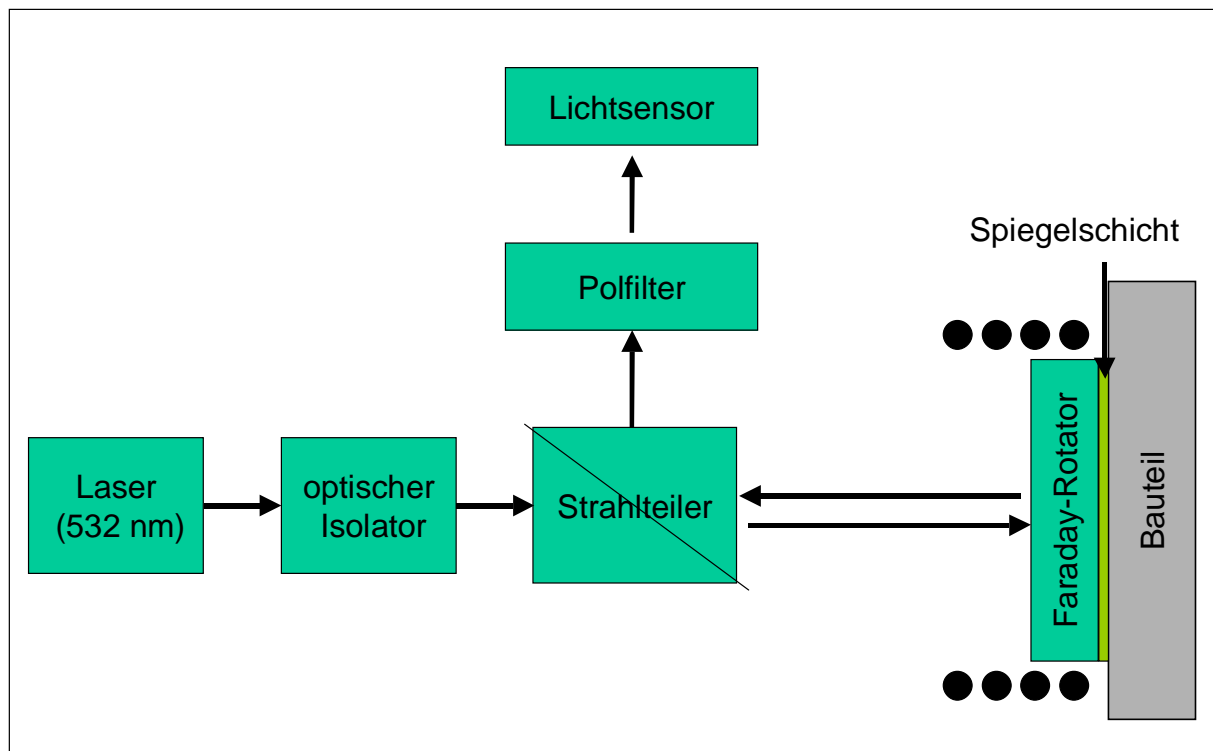 Lichtsensor
Spiegelschicht
Polfilter
Laser
(532 nm)
optischer
Isolator
Strahlteiler
Faraday-Rotator
Bauteil